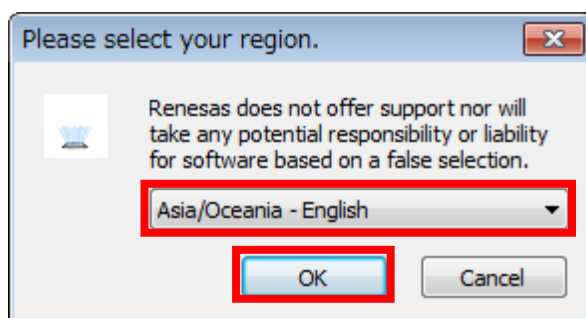 Please select your region.
Renesas does not offer support nor will
take any potential responsibility or liability
for software based on a false selection.
Asia/Oceania - English
OK
Cancel